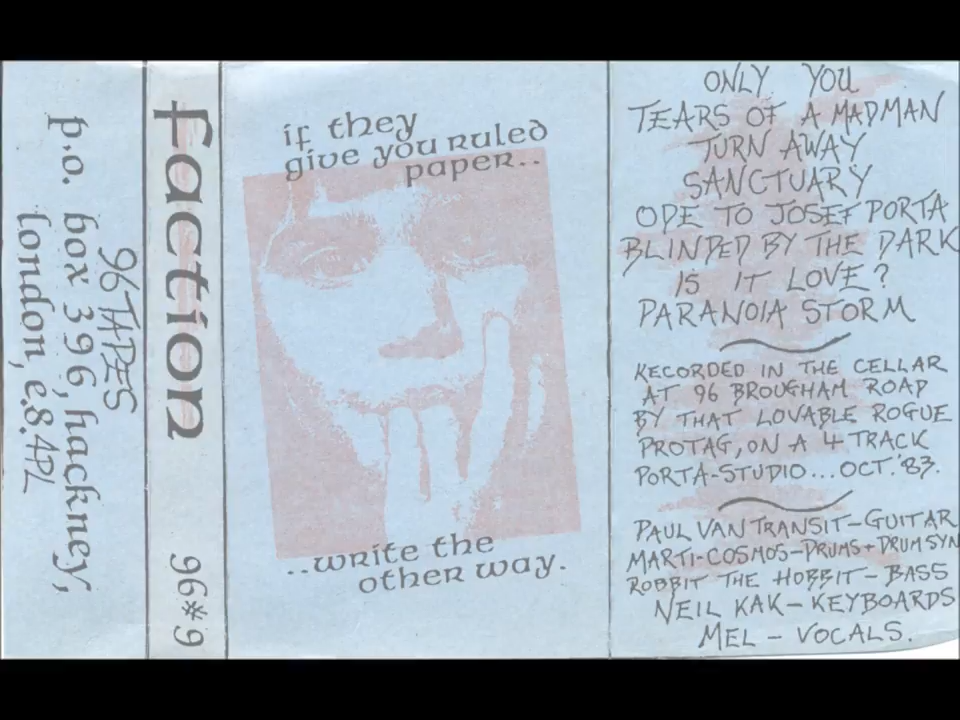 96 TAPES
p.o. box 396, hackney,
london, e.8.4PL
faction
96*9
if they
give you ruled
paper..
..write the
other way.
ONLY YOU
TEARS OF A MADMAN
TURN AWAY
SANCTUARY
ODE TO JOSEF PORTA
BLINDED BY THE DARK
IS IT LOVE?
PARANOIA STORM
RECORDED IN THE CELLAR
AT 96 BROUGHAM ROAD
BY THAT LOVABLE ROGUE
PROTAG, ON A 4 TRACK
PORTA-STUDIO... OCT.'83.
PAUL VAN TRANSIT - GUITAR
MARTI-COSMOS - DRUMS + DRUM SYN
ROBBIT THE HOBBIT - BASS
NEIL KAK - KEYBOARDS
MEL - VOCALS.